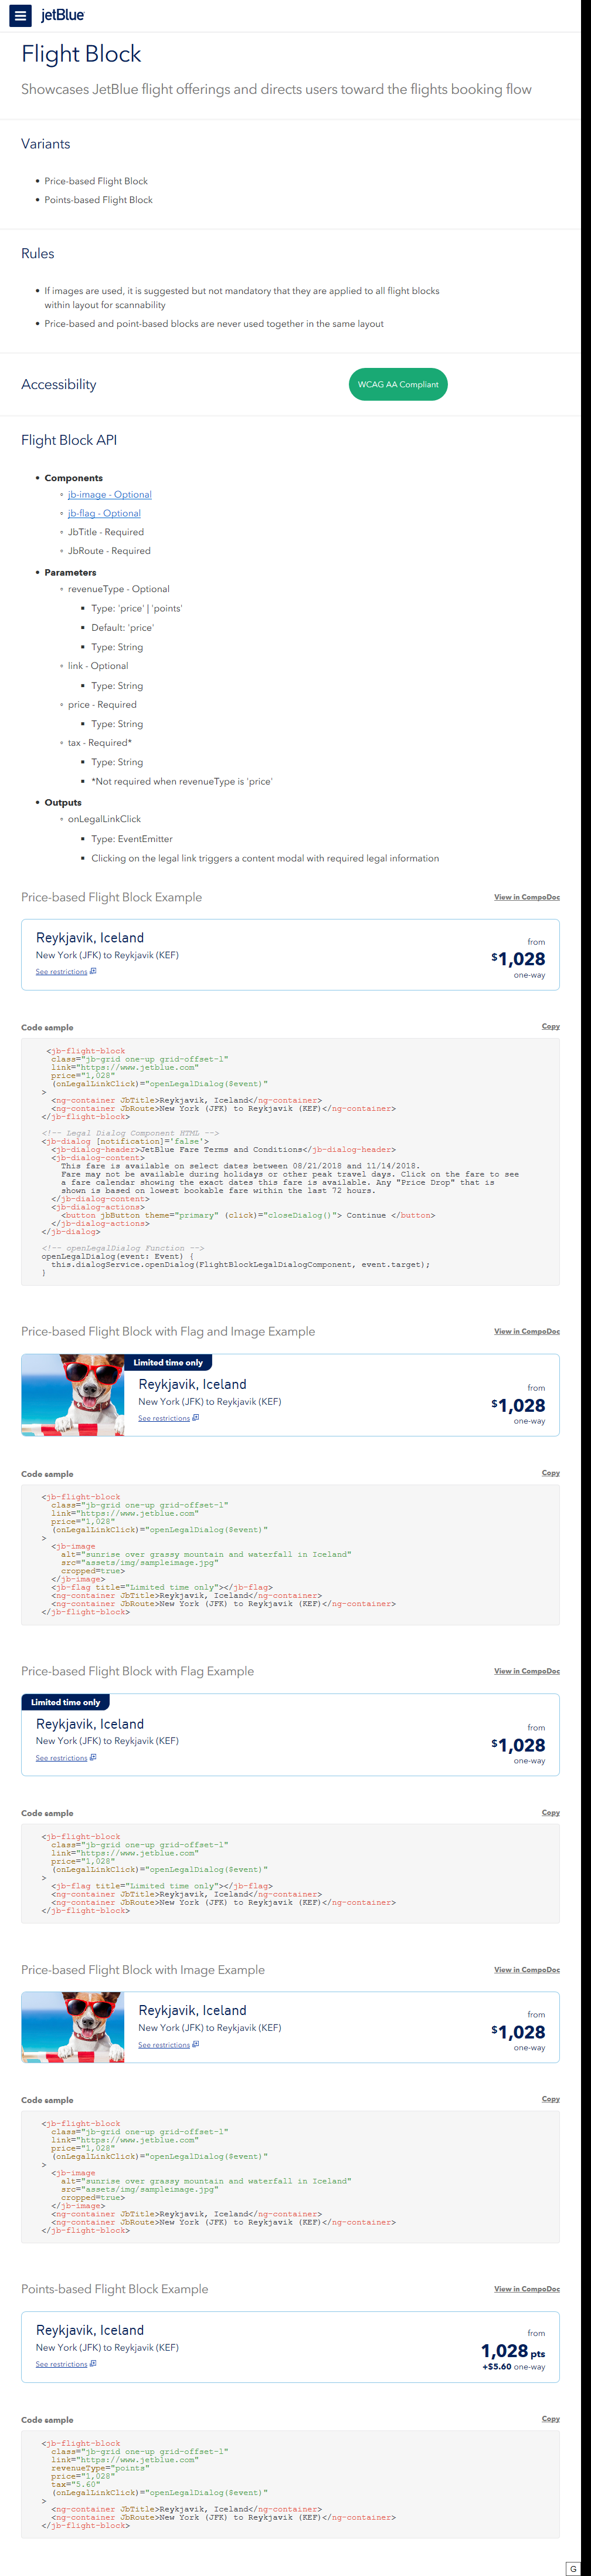 jetBlue
Flight Block
Showcases JetBlue flight offerings and directs users toward the flights booking flow
Variants
Price-based Flight Block
Points-based Flight Block
Rules
If images are used, it is suggested but not mandatory that they are applied to all flight blocks
within layout for scannability
Price-based and point-based blocks are never used together in the same layout
Accessibility
WCAG AA Compliant
Flight Block API
Components
jb-image - Optional
jb-flag - Optional
JbTitle - Required
JbRoute - Required
Parameters
revenueType - Optional
Type: 'price' | 'points'
Default: 'price'
Type: String
link - Optional
Type: String
price - Required
Type: String
tax - Required*
Type: String
*Not required when revenueType is 'price'
Outputs
onLegalLinkClick
Type: EventEmitter
Clicking on the legal link triggers a content modal with required legal information
Price-based Flight Block Example
View in CompoDoc
Reykjavik, Iceland
New York (JFK) to Reykjavik (KEF)
See restrictions
from
$1,028
one-way
Code sample
Copy
<jb-flight-block
class="jb-grid one-up grid-offset-1"
link="https://www.jetblue.com"
price="1,028"
(onLegalLinkClick)="openLegalDialog($event)"
>
<ng-container JbTitle>Reykjavik, Iceland</ng-container>
<ng-container JbRoute>New York (JFK) to Reykjavik (KEF)</ng-container>
</jb-flight-block>
<!-- Legal Dialog Component HTML -->
<jb-dialog [notification]='false'>
<jb-dialog-header>JetBlue Fare Terms and Conditions</jb-dialog-header>
<jb-dialog-content>
This fare is available on select dates between 08/21/2018 and 11/14/2018.
Fare may not be available during holidays or other peak travel days. Click on the fare to see
a fare calendar showing the exact dates this fare is available. Any "Price Drop" that is
shown is based on lowest bookable fare within the last 72 hours.
</jb-dialog-content>
<jb-dialog-actions>
<button jbButton theme="primary" (click)="closeDialog()"> Continue </button>
</jb-dialog-actions>
</jb-dialog>
<!-- openLegalDialog Function -->
openLegalDialog(event: Event) {
this.dialogService.openDialog(FlightBlockLegalDialogComponent, event.target);
}
Price-based Flight Block with Flag and Image Example
View in CompoDoc
Limited time only
Reykjavik, Iceland
New York (JFK) to Reykjavik (KEF)
See restrictions
from
$1,028
one-way
Code sample
Copy
<jb-flight-block
class="jb-grid one-up grid-offset-1"
link="https://www.jetblue.com"
price="1,028"
(onLegalLinkClick)="openLegalDialog($event)"
>
<jb-image
alt="sunrise over grassy mountain and waterfall in Iceland"
src="assets/img/sampleimage.jpg"
cropped=true>
</jb-image>
<jb-flag title="Limited time only"></jb-flag>
<ng-container JbTitle>Reykjavik, Iceland</ng-container>
<ng-container JbRoute>New York (JFK) to Reykjavik (KEF)</ng-container>
</jb-flight-block>
Price-based Flight Block with Flag Example
View in CompoDoc
Limited time only
Reykjavik, Iceland
New York (JFK) to Reykjavik (KEF)
See restrictions
from
$1,028
one-way
Code sample
Copy
<jb-flight-block
class="jb-grid one-up grid-offset-1"
link="https://www.jetblue.com"
price="1,028"
(onLegalLinkClick)="openLegalDialog($event)"
>
<jb-flag title="Limited time only"></jb-flag>
<ng-container JbTitle>Reykjavik, Iceland</ng-container>
<ng-container JbRoute>New York (JFK) to Reykjavik (KEF)</ng-container>
</jb-flight-block>
Price-based Flight Block with Image Example
View in CompoDoc
Reykjavik, Iceland
New York (JFK) to Reykjavik (KEF)
See restrictions
from
$1,028
one-way
Code sample
Copy
<jb-flight-block
class="jb-grid one-up grid-offset-1"
link="https://www.jetblue.com"
price="1,028"
(onLegalLinkClick)="openLegalDialog($event)"
>
<jb-image
alt="sunrise over grassy mountain and waterfall in Iceland"
src="assets/img/sampleimage.jpg"
cropped=true>
</jb-image>
<ng-container JbTitle>Reykjavik, Iceland</ng-container>
<ng-container JbRoute>New York (JFK) to Reykjavik (KEF)</ng-container>
</jb-flight-block>
Points-based Flight Block Example
View in CompoDoc
Reykjavik, Iceland
New York (JFK) to Reykjavik (KEF)
See restrictions
from
1,028 pts
+$5.60 one-way
Code sample
Copy
<jb-flight-block
class="jb-grid one-up grid-offset-1"
link="https://www.jetblue.com"
revenueType="points"
price="1,028"
tax="5.60"
(onLegalLinkClick)="openLegalDialog($event)"
>
<ng-container JbTitle>Reykjavik, Iceland</ng-container>
<ng-container JbRoute>New York (JFK) to Reykjavik (KEF)</ng-container>
</jb-flight-block>
G